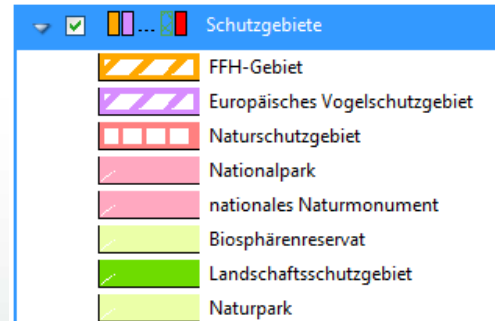 ... Schutzgebiete
FFH-Gebiet
Europäisches Vogelschutzgebiet
Naturschutzgebiet
Nationalpark
nationales Naturmonument
Biosphärenreservat
Landschaftsschutzgebiet
Naturpark